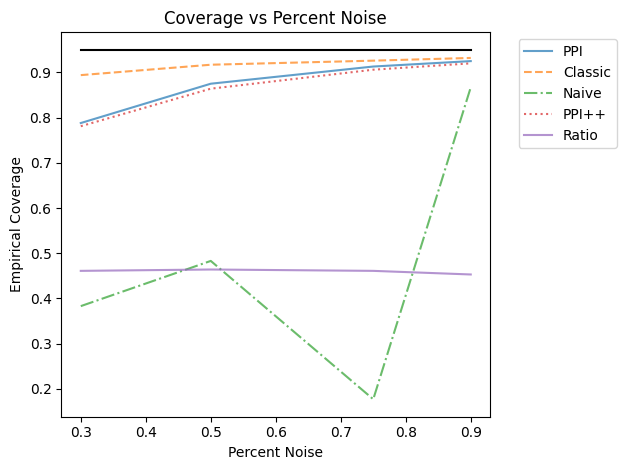 Coverage vs Percent Noise
Empirical Coverage
0.9
0.8
0.7
0.6
0.5
0.4
0.3
0.2
0.3 0.4 0.5 0.6 0.7 0.8 0.9
Percent Noise
PPI
Classic
Naive
PPI++
Ratio